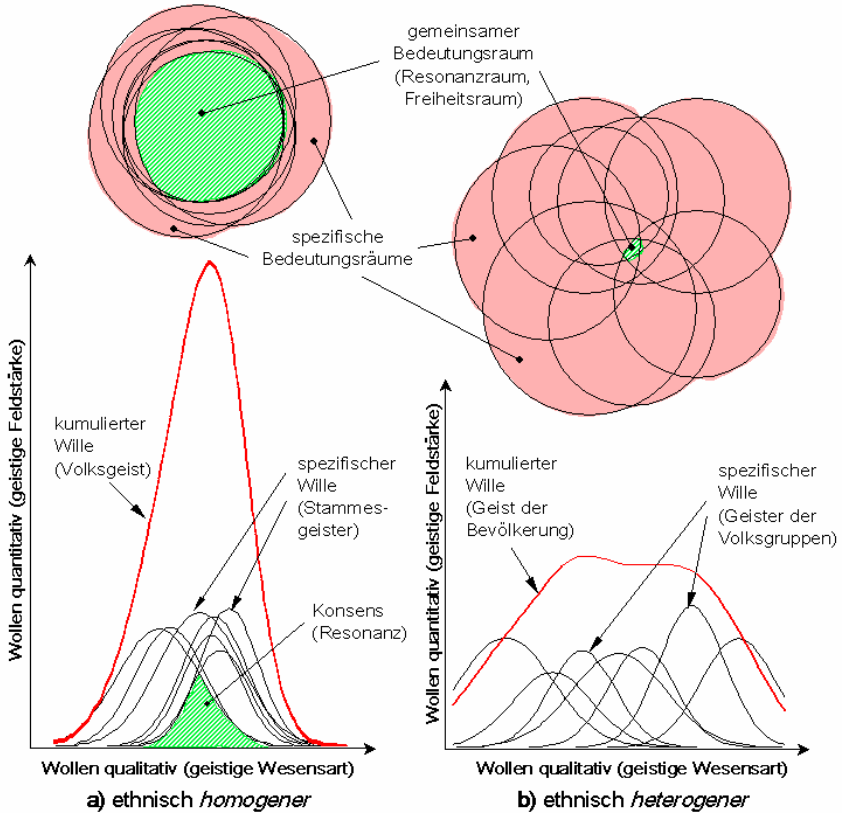 gemeinsamer
Bedeutungsraum
(Resonanzraum,
Freiheitsraum)
spezifische
Bedeutungsräume
Wollen quantitativ (geistige Feldstärke)
kumulierter
Wille
(Volksgeist)
spezifischer
Wille
(Stammes-
geister)
Konsens
(Resonanz)
Wollen qualitativ (geistige Wesensart)
a) ethnisch homogener
Wollen quantitativ (geistige Feldstärke)
kumulierter
Wille
(Geist der
Bevölkerung)
spezifischer
Wille
(Geister der
Volksgruppen)
Wollen qualitativ (geistige Wesensart)
b) ethnisch heterogener